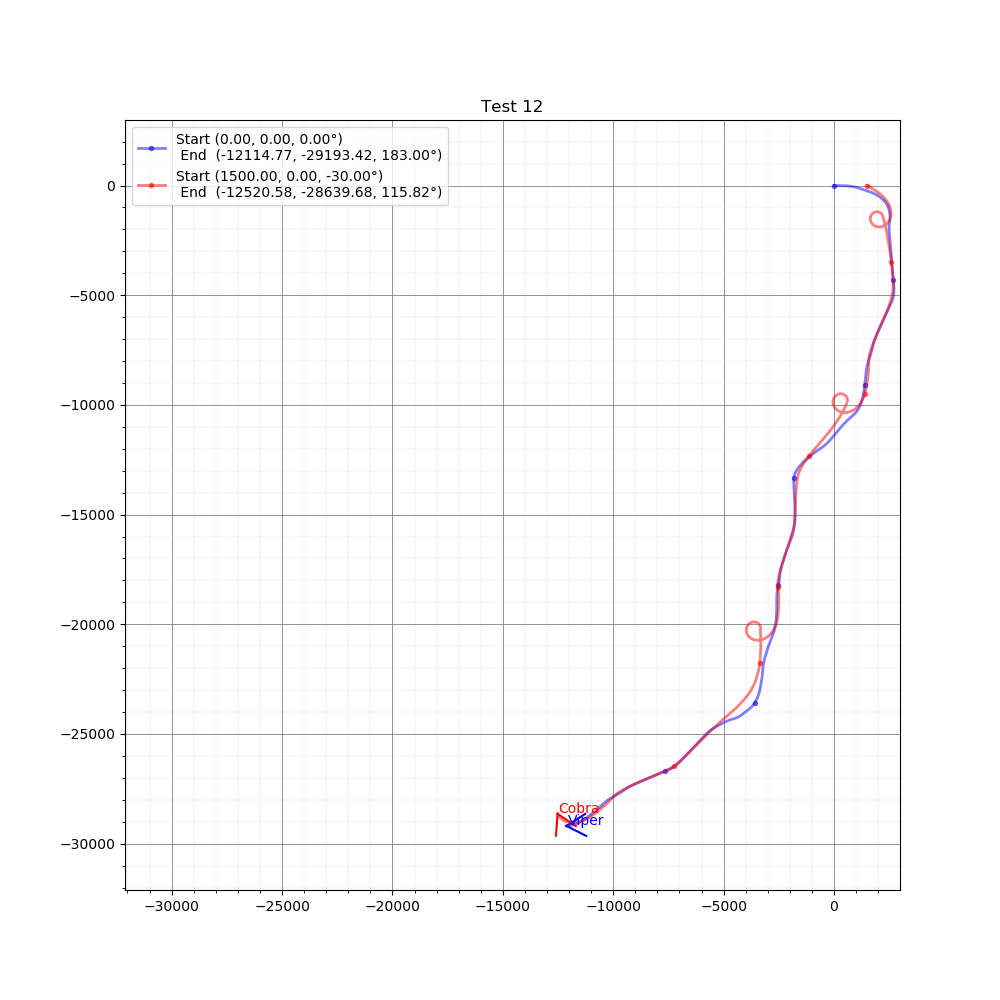 Test 12
Start (0.00, 0.00, 0.00°)
End  (-12114.77, -29193.42, 183.00°)
Start (1500.00, 0.00, -30.00°)
End  (-12520.58, -28639.68, 115.82°)
0
−5000
−10000
−15000
−20000
−25000
−30000
Cobra
Viper
−30000 −25000 −20000 −15000 −10000 −5000 0